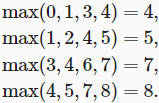 max(0, 1, 3, 4) = 4,
max(1, 2, 4, 5) = 5,
max(3, 4, 6, 7) = 7,
max(4, 5, 7, 8) = 8.